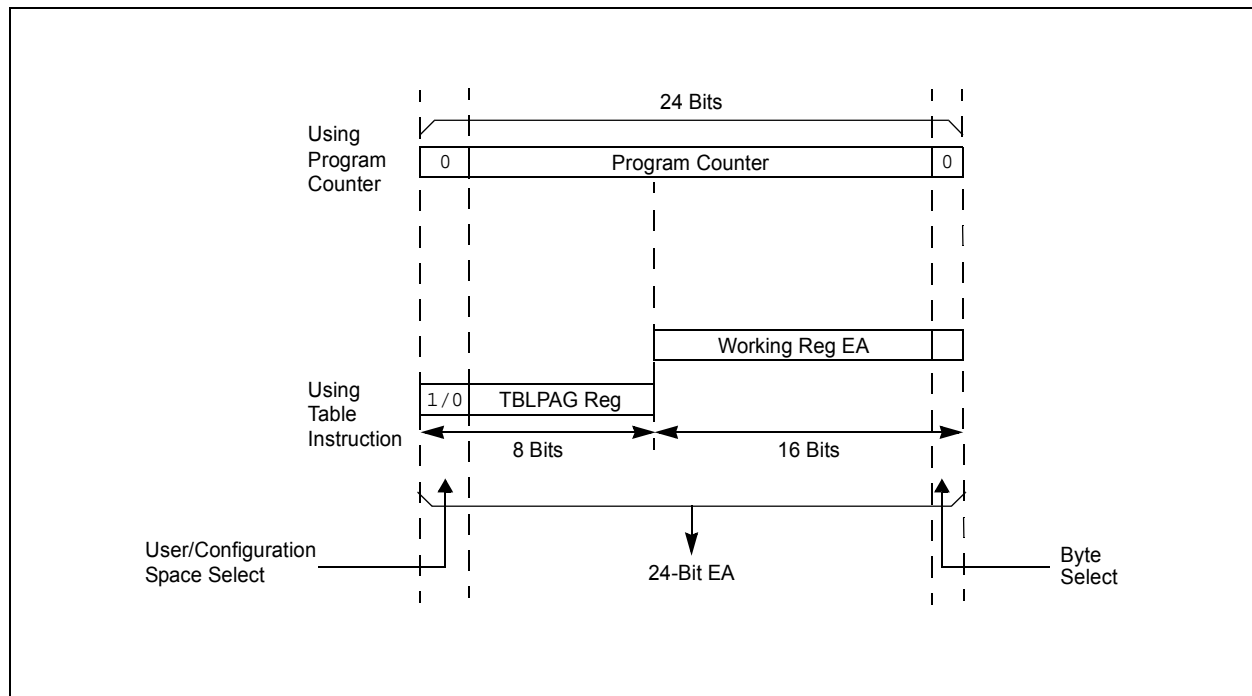 24 Bits
Using
Program
Counter
0
Program Counter
0
Working Reg EA
Using
Table
Instruction
1/0
TBLPAG Reg
8 Bits
16 Bits
User/Configuration
Space Select
24-Bit EA
Byte
Select